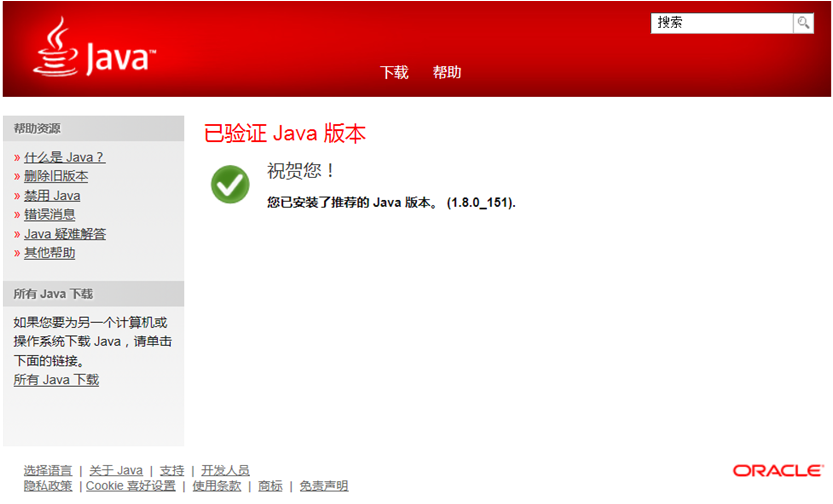 Java™
搜索
下载 帮助
帮助资源
» 什么是 Java？
» 删除旧版本
» 禁用 Java
» 错误消息
» Java 疑难解答
» 其他帮助
所有 Java 下载
如果您要为另一个计算机或
操作系统下载 Java，请单击
下面的链接。
所有 Java 下载
已验证 Java 版本
祝贺您！
您已安装了推荐的 Java 版本。 (1.8.0_151).
选择语言 | 关于 Java | 支持 | 开发人员
隐私政策 | Cookie 喜好设置 | 使用条款 | 商标 | 免责声明
ORACLE®